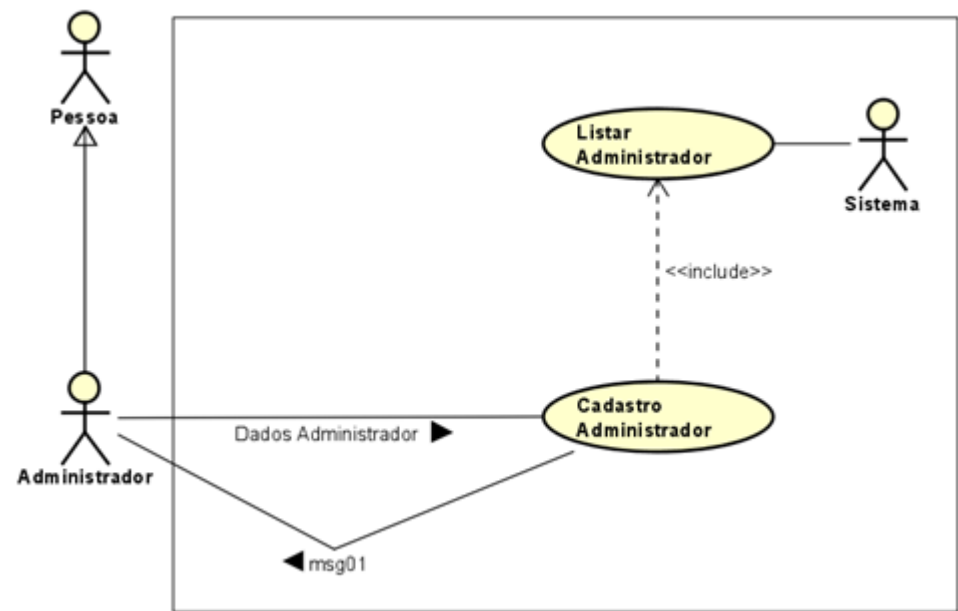 Pessoa
Listar
Administrador
Sistema
<<include>>
Cadastro
Administrador
Dados Administrador
Administrador
msg01